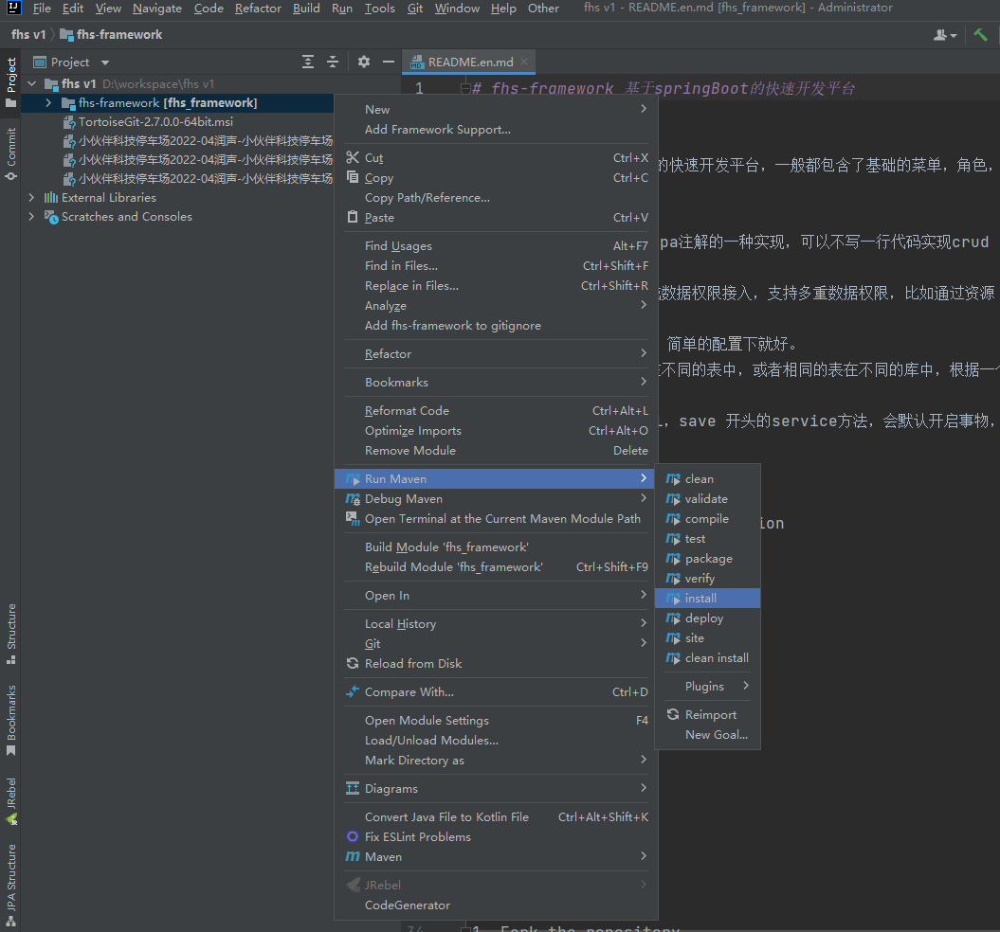 File Edit View Navigate Code Refactor Build Run Tools Git Window Help Other fhs v1 - README.en.md [fhs_framework] - Administrator
fhs v1 fhs-framework
Project
README.en.md
fhs v1 D:\workspace\fhs v1
1 # fhs-framework 基于springBoot的快速开发平台
fhs-framework [fhs_framework]
TortoiseGit-2.7.0.0-64bit.msi
小伙伴科技停车场2022-04润声-小伙伴科技停车场
小伙伴科技停车场2022-04润声-小伙伴科技停车场
小伙伴科技停车场2022-04润声-小伙伴科技停车场
External Libraries
Scratches and Consoles
Project
Commit
Structure
Bookmarks
JRebel
JPA Structure
New
Add Framework Support...
Cut Ctrl+X
Copy Ctrl+C
Copy Path/Reference...
Paste Ctrl+V
Find Usages Alt+F7
Find in Files... Ctrl+Shift+F
Replace in Files... Ctrl+Shift+R
Analyze
Add fhs-framework to gitignore
Refactor
Bookmarks
Reformat Code Ctrl+Alt+L
Optimize Imports Ctrl+Alt+O
Remove Module Delete
Run Maven
Debug Maven
Open Terminal at the Current Maven Module Path
Build Module 'fhs_framework'
Rebuild Module 'fhs_framework' Ctrl+Shift+F9
Open In
Local History
Git
Reload from Disk
Compare With... Ctrl+D
Open Module Settings F4
Load/Unload Modules...
Mark Directory as
Diagrams
Convert Java File to Kotlin File Ctrl+Alt+Shift+K
Fix ESLint Problems
Maven
JRebel
CodeGenerator
clean
validate
compile
test
package
verify
install
deploy
site
clean install
Plugins
Reimport
New Goal...
的快速开发平台，一般都包含了基础的菜单，角色，
pa注解的一种实现，可以不写一行代码实现crud
数据权限接入，支持多重数据权限，比如通过资源
简单的配置下就好。
不同的表中，或者相同的表在不同的库中，根据一个
，save 开头的service方法，会默认开启事物，
ion
34 1. Fork the repository